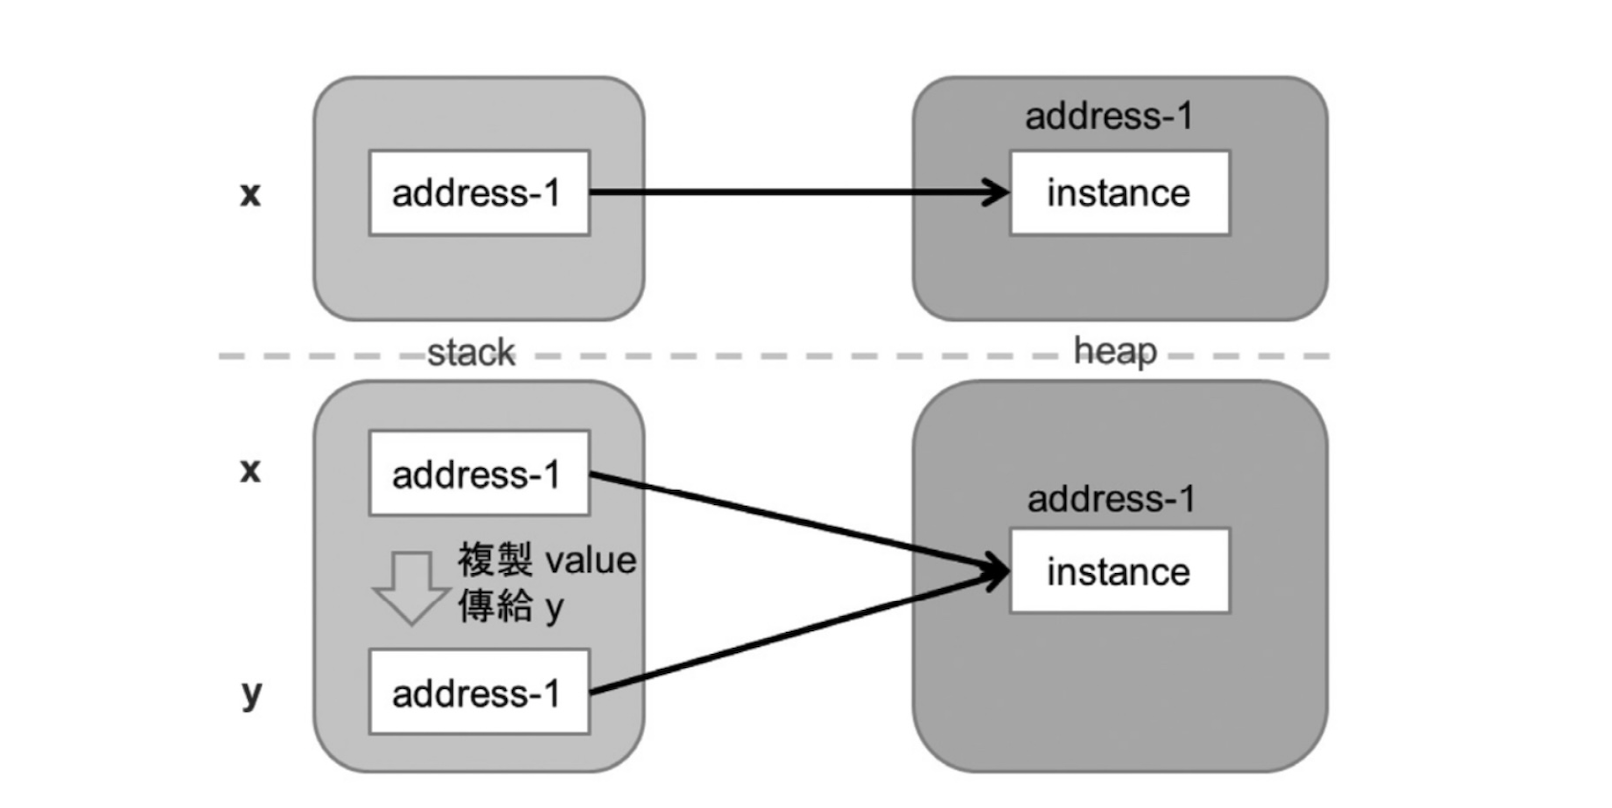 address-1
x
address-1
instance
stack
heap
x
address-1
address-1
複製 value
傳給 y
instance
y
address-1